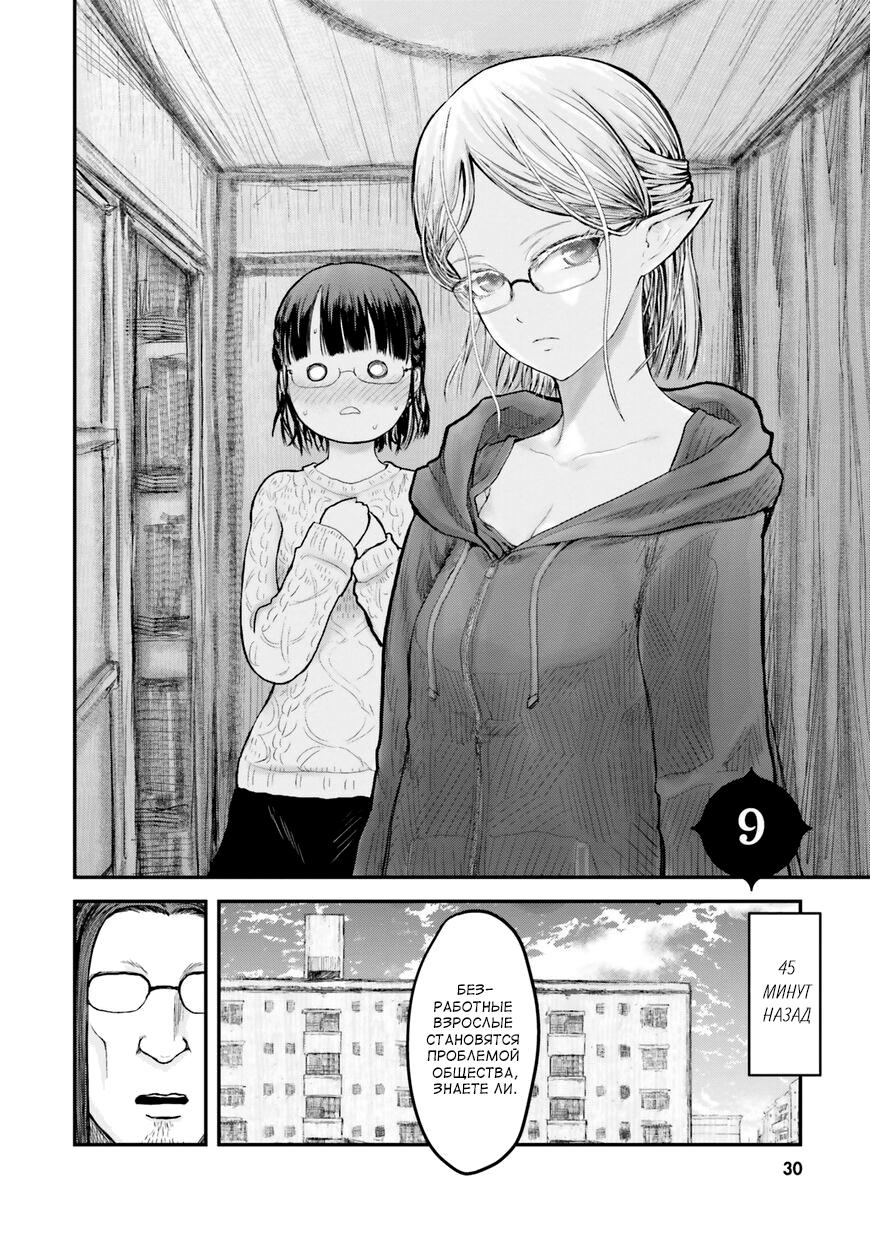 9
45
МИНУТ
НАЗАД
БЕЗ-
РАБОТНЫЕ
ВЗРОСЛЫЕ
СТАНОВЯТСЯ
ПРОБЛЕМОЙ
ОБЩЕСТВА,
ЗНАЕТЕ ЛИ.
30